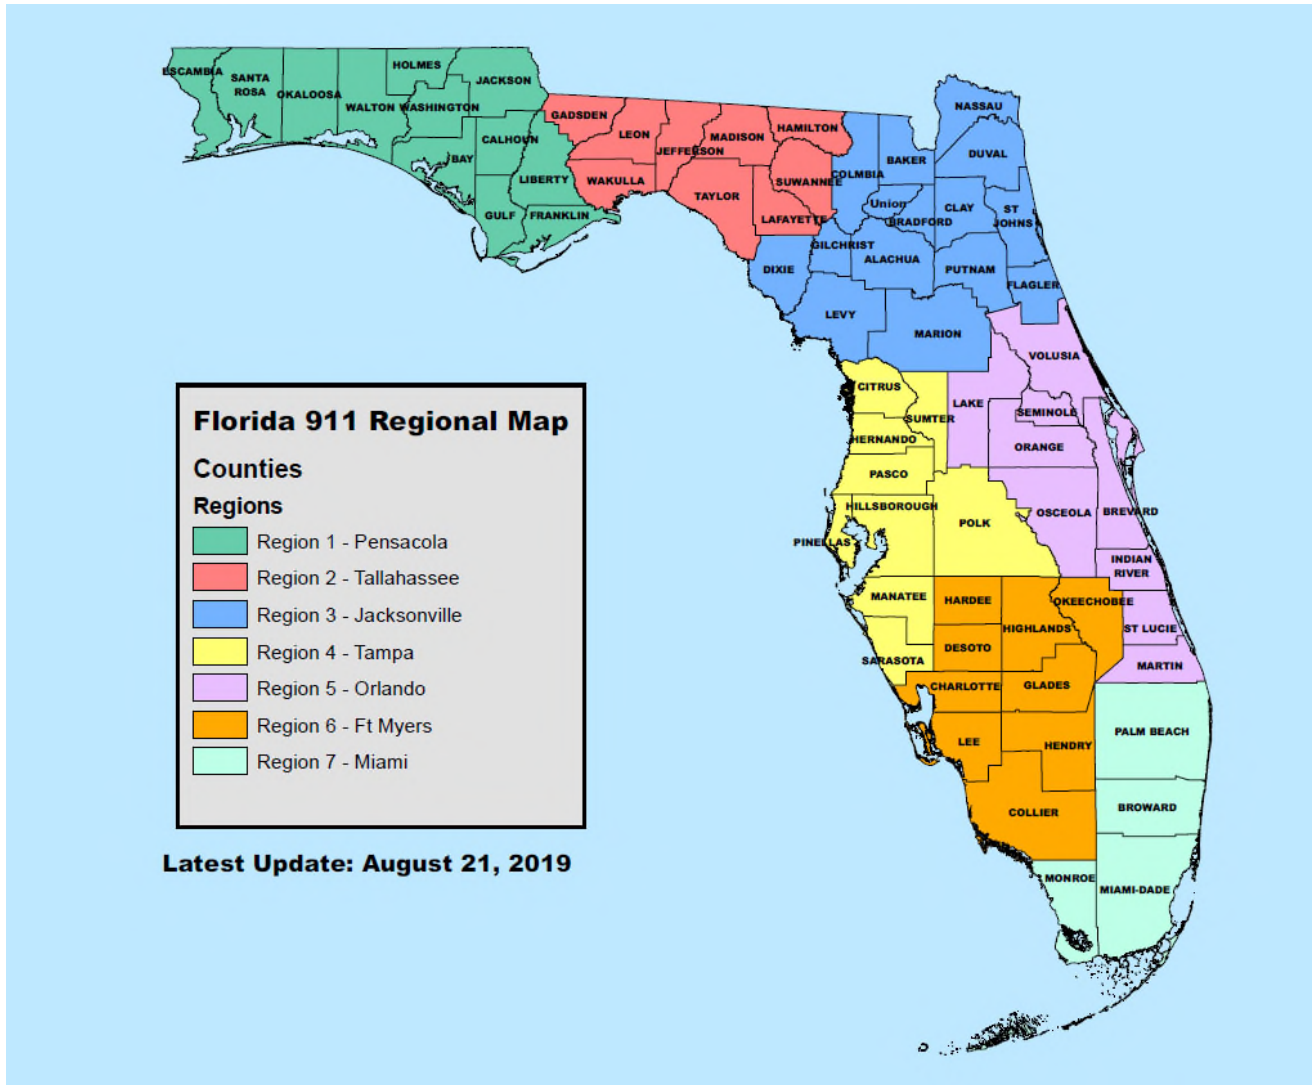 ESCAMBIA
SANTA
ROSA
OKALOOSA
WALTON
HOLMES
WASHINGTON
JACKSON
CALHOUN
BAY
LIBERTY
GULF
FRANKLIN
GADSDEN
LEON
WAKULLA
JEFFERSON
MADISON
TAYLOR
HAMILTON
SUWANNEE
LAFAYETTE
NASSAU
DUVAL
BAKER
COLMBIA
Union
BRADFORD
CLAY
ST
JOHNS
GILCHRIST
ALACHUA
PUTNAM
DIXIE
FLAGLER
LEVY
MARION
VOLUSIA
CITRUS
SUMTER
LAKE
SEMINOLE
HERNANDO
ORANGE
PASCO
HILLSBOROUGH
PINELLAS
POLK
OSCEOLA
BREVARD
INDIAN
RIVER
MANATEE
HARDEE
OKEECHOBEE
HIGHLANDS
ST LUCIE
DESOTO
SARASOTA
MARTIN
CHARLOTTE
GLADES
LEE
HENDRY
PALM BEACH
COLLIER
BROWARD
MONROE
MIAMI-DADE
Florida 911 Regional Map
Counties
Regions
Region 1 - Pensacola
Region 2 - Tallahassee
Region 3 - Jacksonville
Region 4 - Tampa
Region 5 - Orlando
Region 6 - Ft Myers
Region 7 - Miami
Latest Update: August 21, 2019